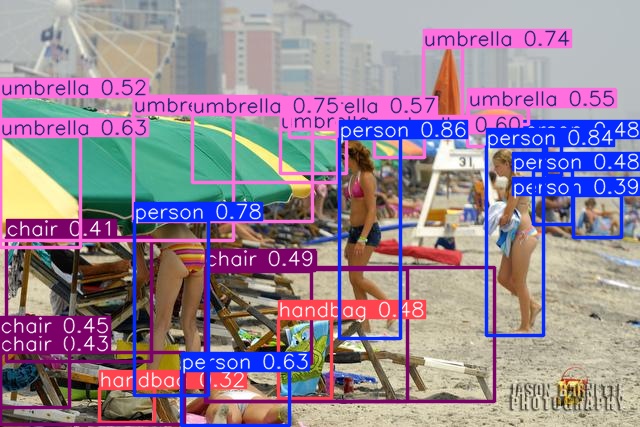 umbrella 0.74
umbrella 0.52
umbrella 0.75
umbrella 0.57
umbrella 0.55
umbrella 0.63
0.60
person 0.86
person 0.84
0.48
person 0.48
person 0.39
31
person 0.78
chair 0.41
chair 0.49
handbag 0.48
chair 0.45
chair 0.43
person 0.63
handbag 0.32
JASON BARNETTE
PHOTOGRAPHY